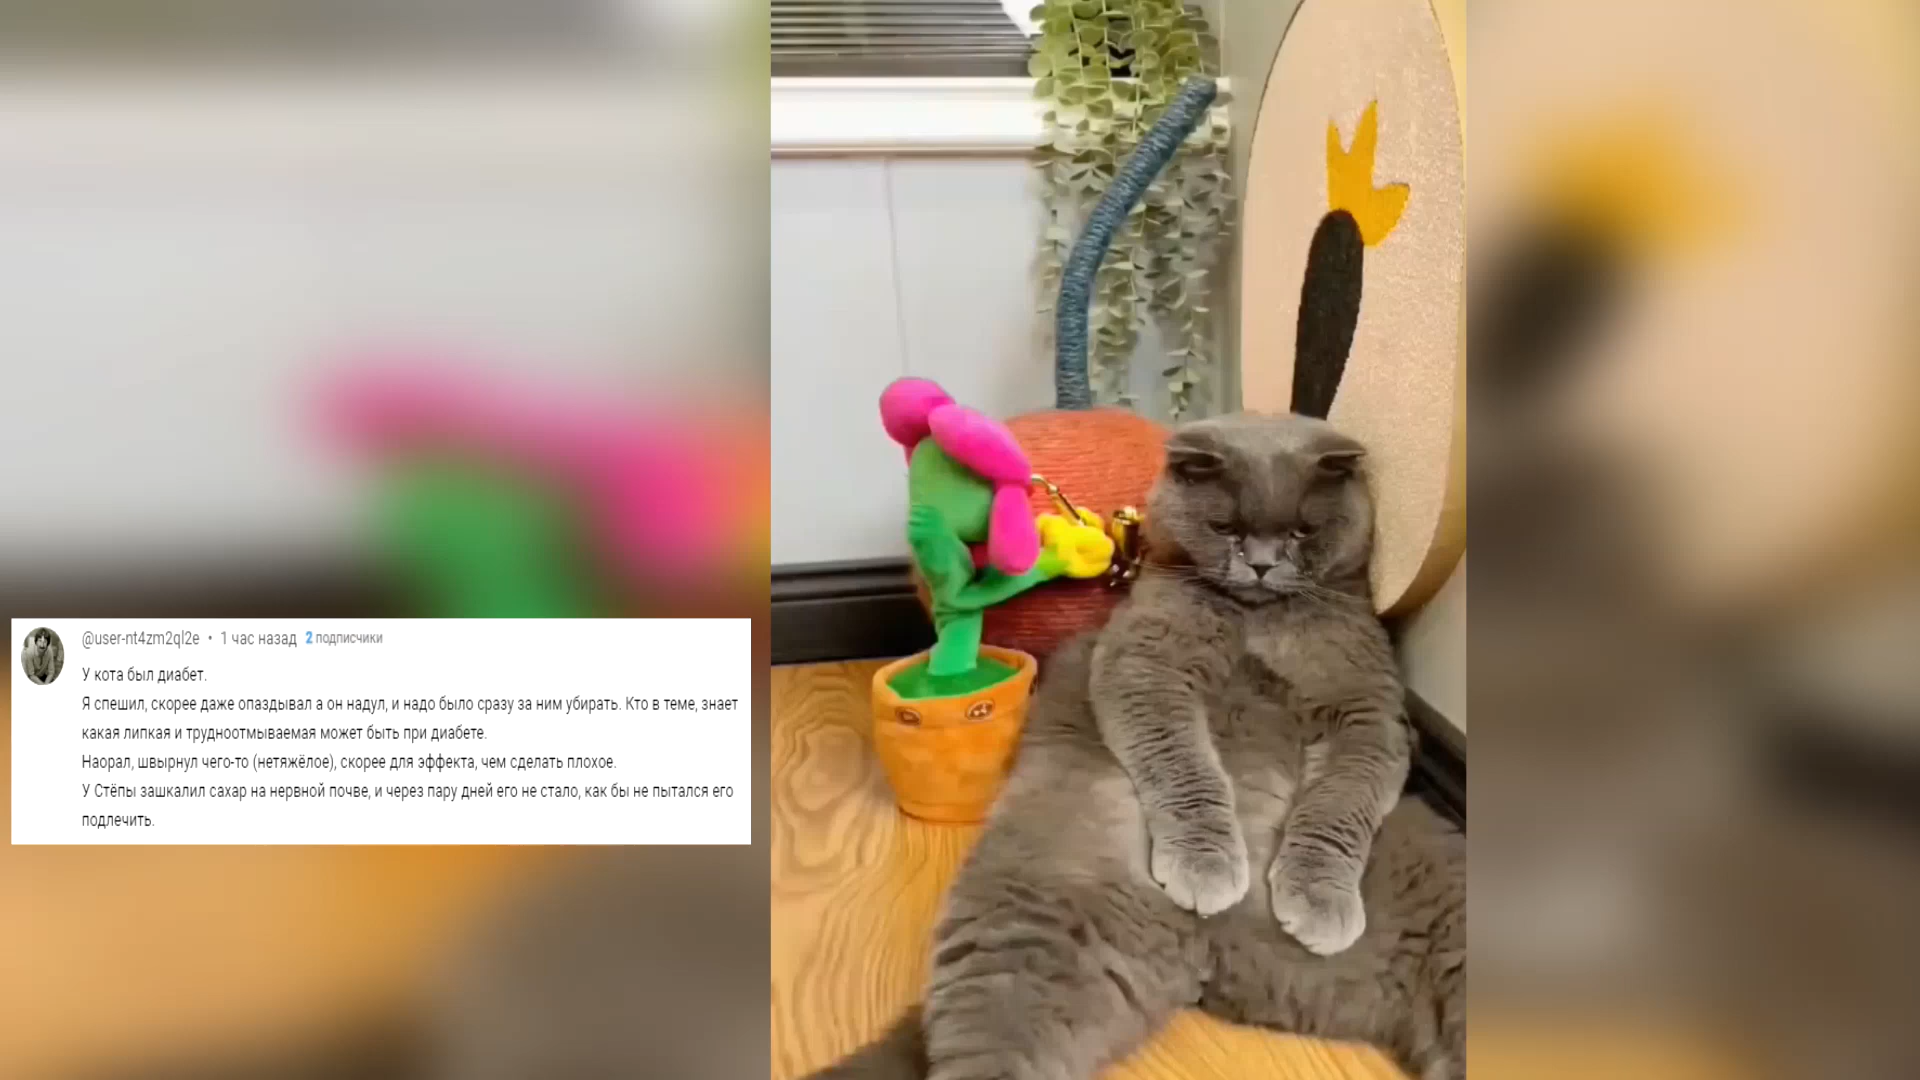 @user-nt4zm2ql2e • 1 час назад 2 подписчики
У кота был диабет.
Я спешил, скорее даже опаздывал а он надул, и надо было сразу за ним убирать. Кто в теме, знает
какая липкая и трудноотмываемая может быть при диабете.
Наорал, швырнул чего-то (нетяжёлое), скорее для эффекта, чем сделать плохое.
У Стёпы зашкалил сахар на нервной почве, и через пару дней его не стало, как бы не пытался его
подлечить.